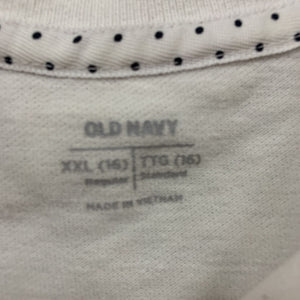 OLD NAVY
XXL (16) TTG (16)
Regular Standard
MADE IN VIETNAM